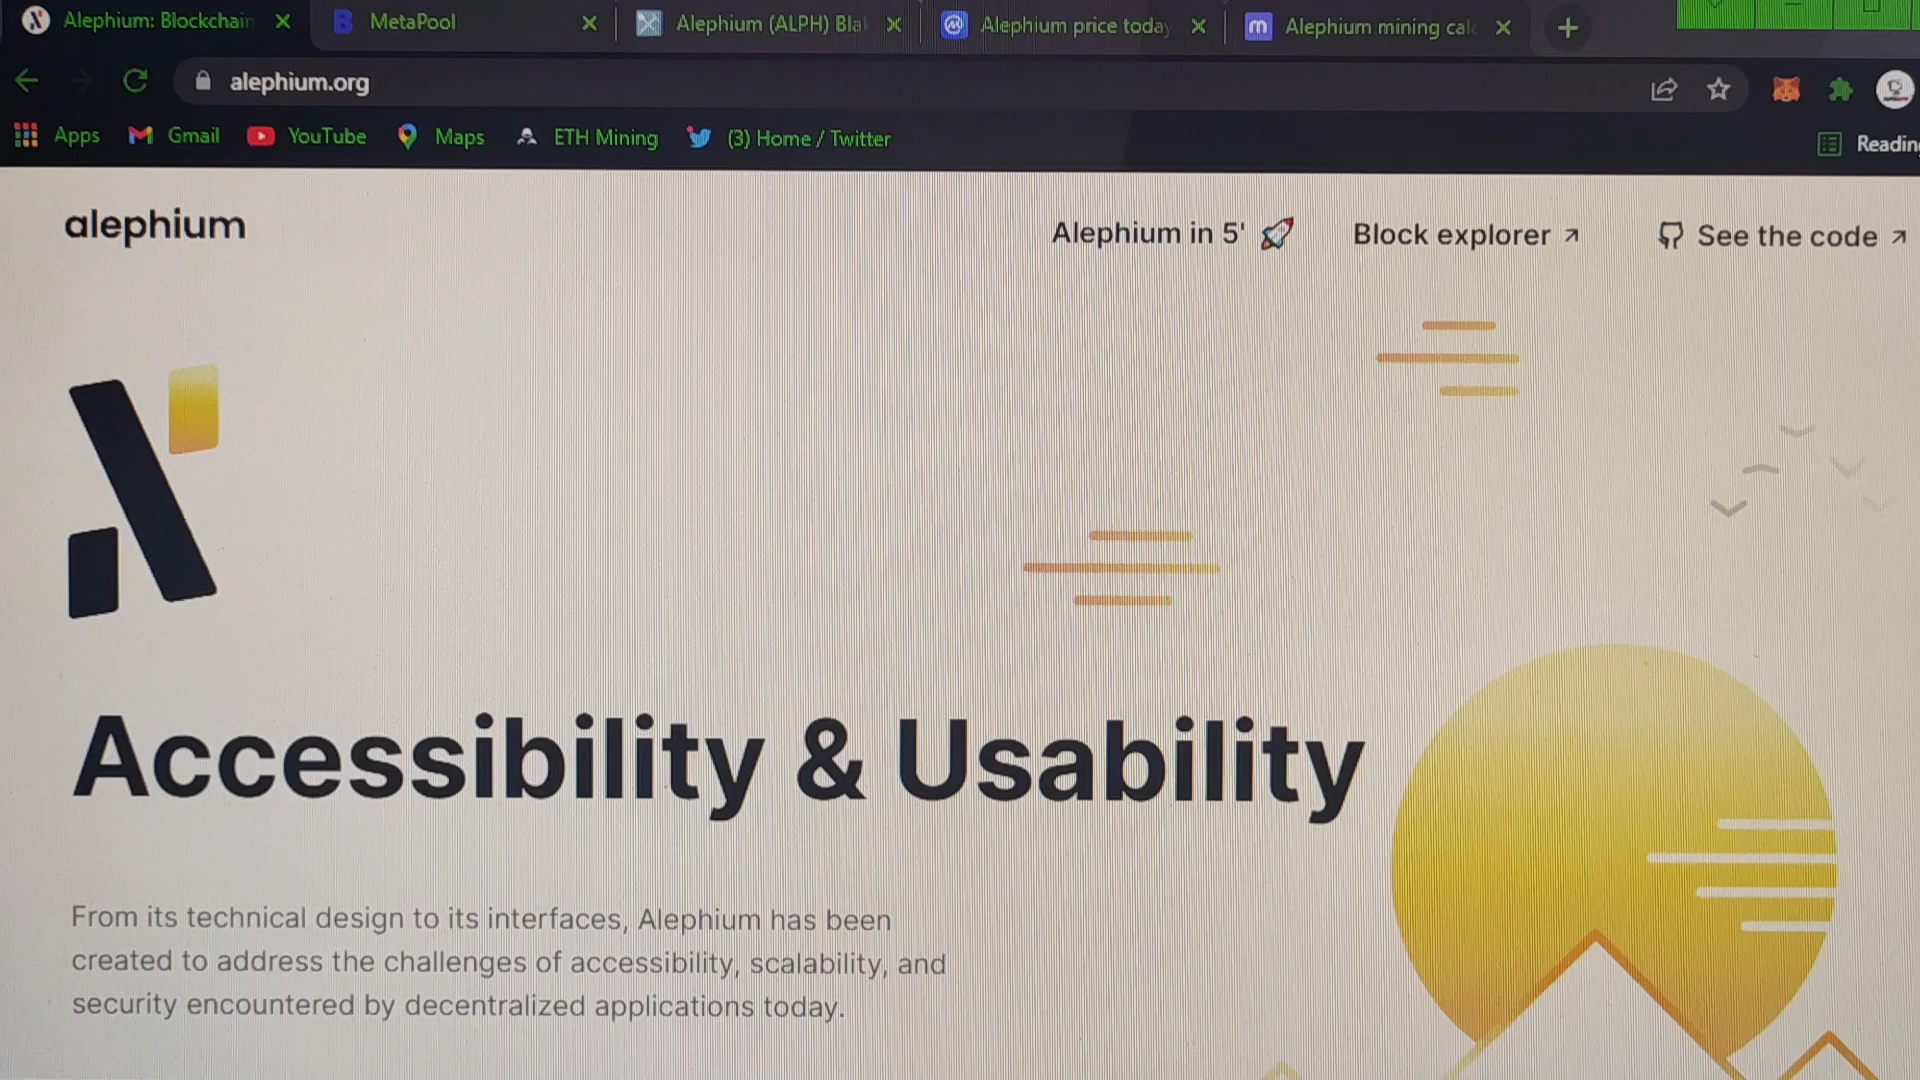 Alephium: Blockchain
MetaPool
Alephium (ALPH) Bla
Alephium price today
Alephium mining calc
alephium.org
Apps
Gmail
YouTube
Maps
ETH Mining
(3) Home / Twitter
Reading
alephium
Alephium in 5'
Block explorer ↗
See the code ↗
Accessibility & Usability
From its technical design to its interfaces, Alephium has been
created to address the challenges of accessibility, scalability, and
security encountered by decentralized applications today.